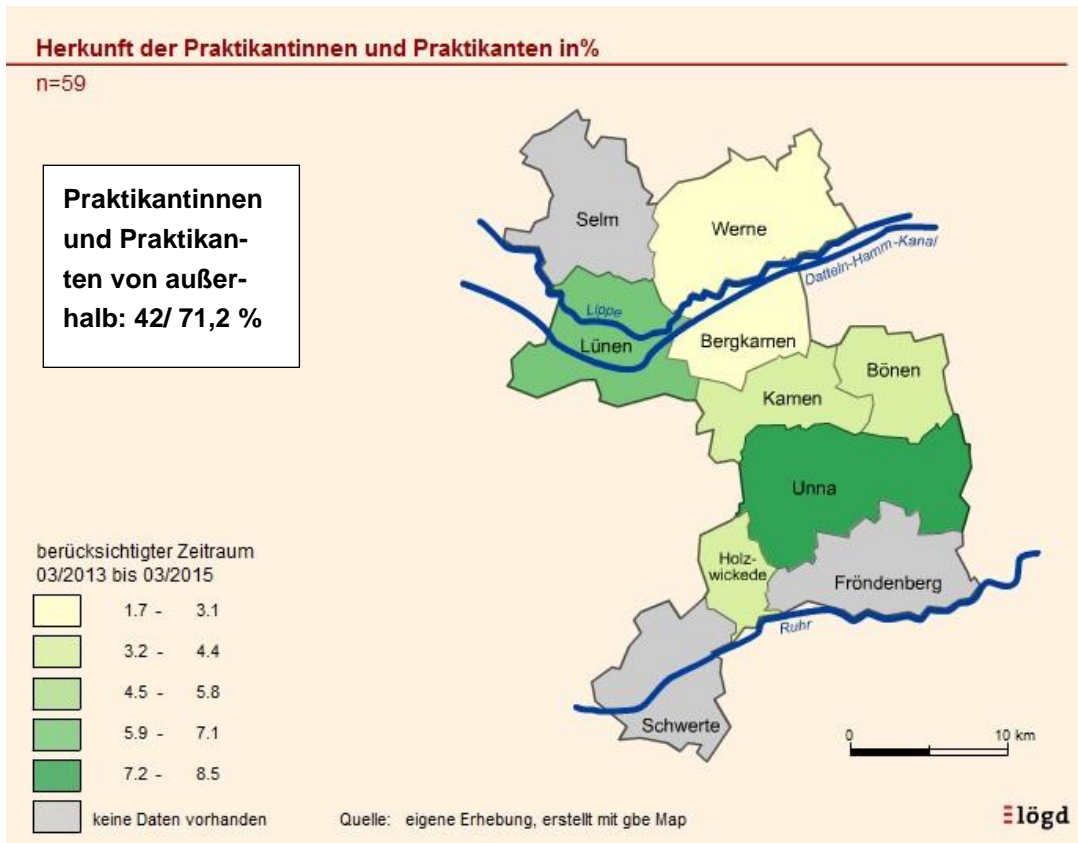 Herkunft der Praktikantinnen und Praktikanten in%
n=59
Praktikantinnen
und Praktikan-
ten von außer-
halb: 42/ 71,2 %
Selm
Werne
Datteln-Hamm-Kanal
Lippe
Lünen
Bergkamen
Bönen
Kamen
Unna
Holz-
wickede
Fröndenberg
Ruhr
Schwerte
berücksichtigter Zeitraum
03/2013 bis 03/2015
1.7 - 3.1
3.2 - 4.4
4.5 - 5.8
5.9 - 7.1
7.2 - 8.5
keine Daten vorhanden
0 10 km
Quelle: eigene Erhebung, erstellt mit gbe Map
lögd